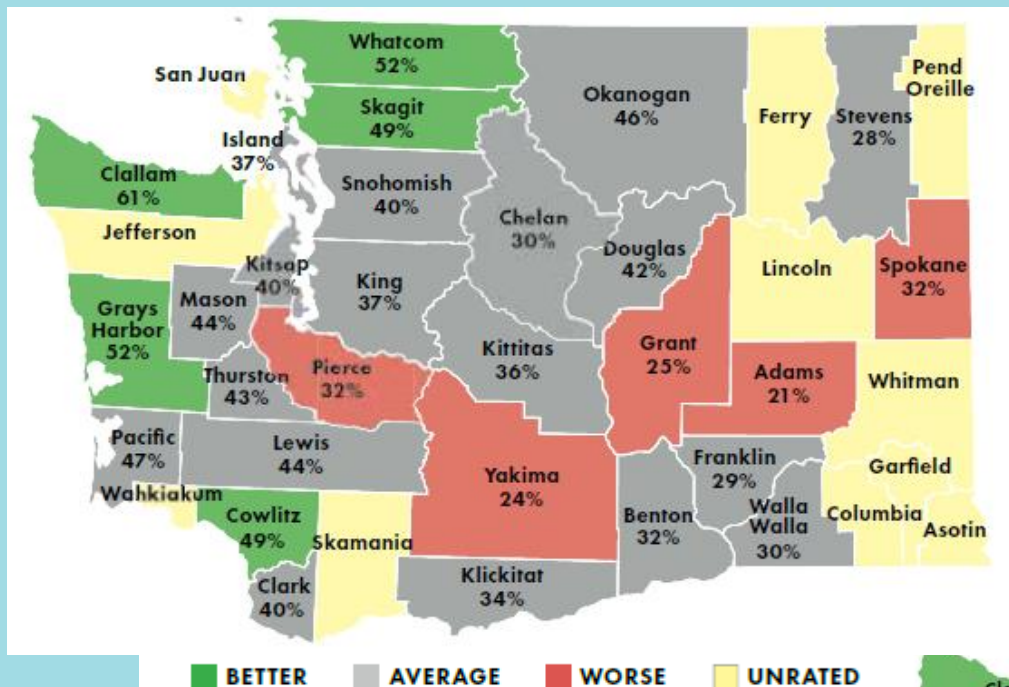 Whatcom
52%
San Juan
Skagit
49%
Okanogan
46%
Ferry
Stevens
28%
Pend
Oreille
Island
37%
Clallam
61%
Snohomish
40%
Chelan
30%
Douglas
42%
Jefferson
Kitsap
40%
King
37%
Lincoln
Spokane
32%
Grays
Harbor
52%
Mason
44%
Kittitas
36%
Grant
25%
Thurston
43%
Pierce
32%
Adams
21%
Whitman
Pacific
47%
Lewis
44%
Yakima
24%
Franklin
29%
Garfield
Wahkiakum
Cowlitz
49%
Skamania
Benton
32%
Walla
Walla
30%
Columbia
Asotin
Clark
40%
Klickitat
34%
BETTER AVERAGE WORSE UNRATED